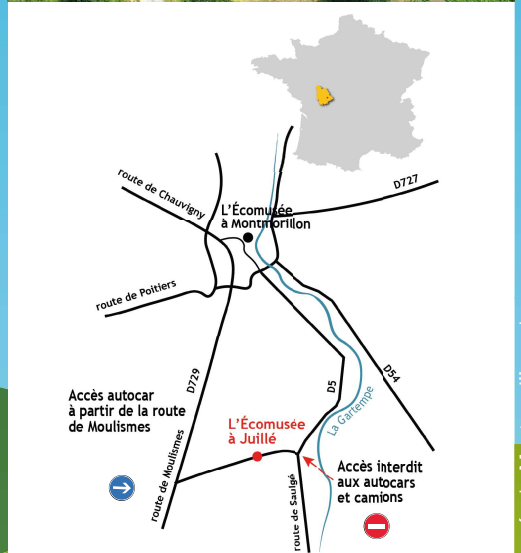 D727
route de Chauvigny
L'Écomusée
à Montmorillon
route de Poitiers
D729
D5
D54
La Gartempe
Accès autocar
à partir de la route
de Moulismes
L'Écomusée
à Juillé
route de Moulismes
route de Saulgé
Accès interdit
aux autocars
et camions